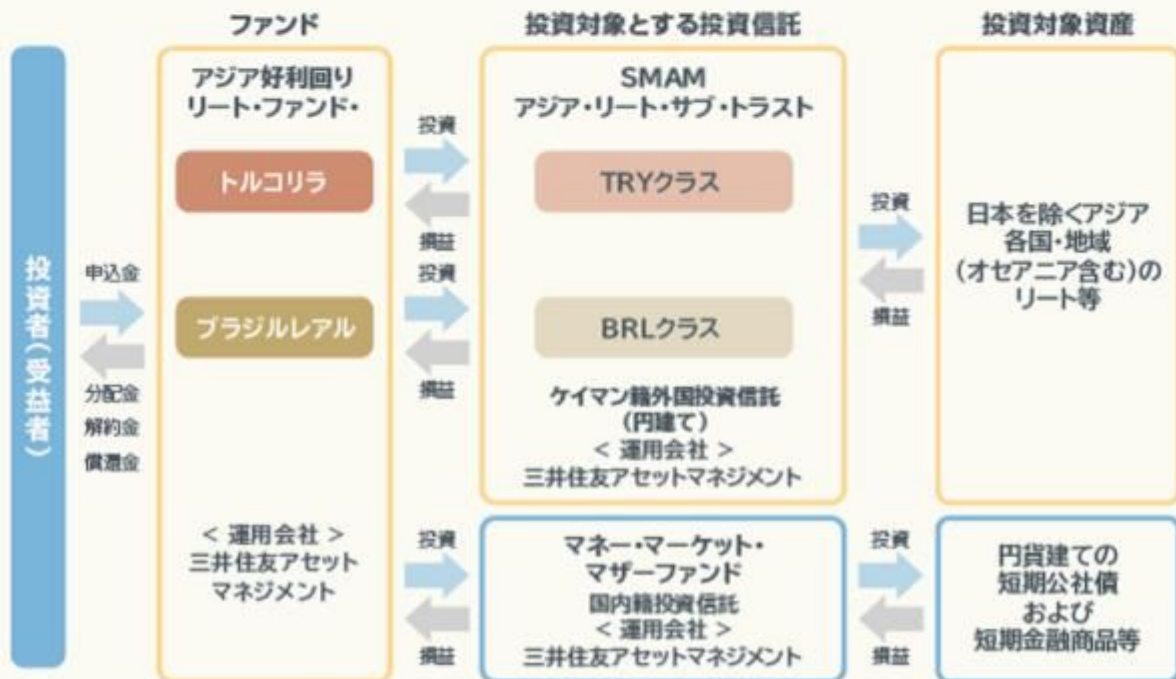 ファンド
投資対象とする投資信託
投資対象資産
投資者(受益者)
申込金
分配金
解約金
償還金
アジア好利回り
リート・ファンド・
トルコリラ
ブラジルレアル
< 運用会社 >
三井住友アセット
マネジメント
投資
損益
投資
損益
投資
損益
SMAM
アジア・リート・サブ・トラスト
TRYクラス
BRLクラス
ケイマン籍外国投資信託
(円建て)
< 運用会社 >
三井住友アセットマネジメント
マネー・マーケット・
マザーファンド
国内籍投資信託
< 運用会社 >
三井住友アセットマネジメント
投資
損益
投資
損益
日本を除くアジア
各国・地域
(オセアニア含む)の
リート等
円貨建ての
短期公社債
および
短期金融商品等